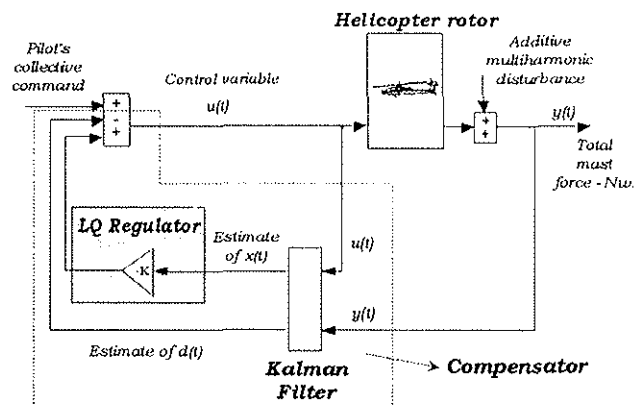 Helicopter rotor
Pilot's
collective
command
Control variable
u(t)
Additive
multiharmonic
disturbance
+
-
+
+
+
y(t)
Total
mast
force - Nw.
LQ Regulator
-K
Estimate
of x(t)
u(t)
y(t)
Estimate of d(t)
Kalman
Filter
Compensator